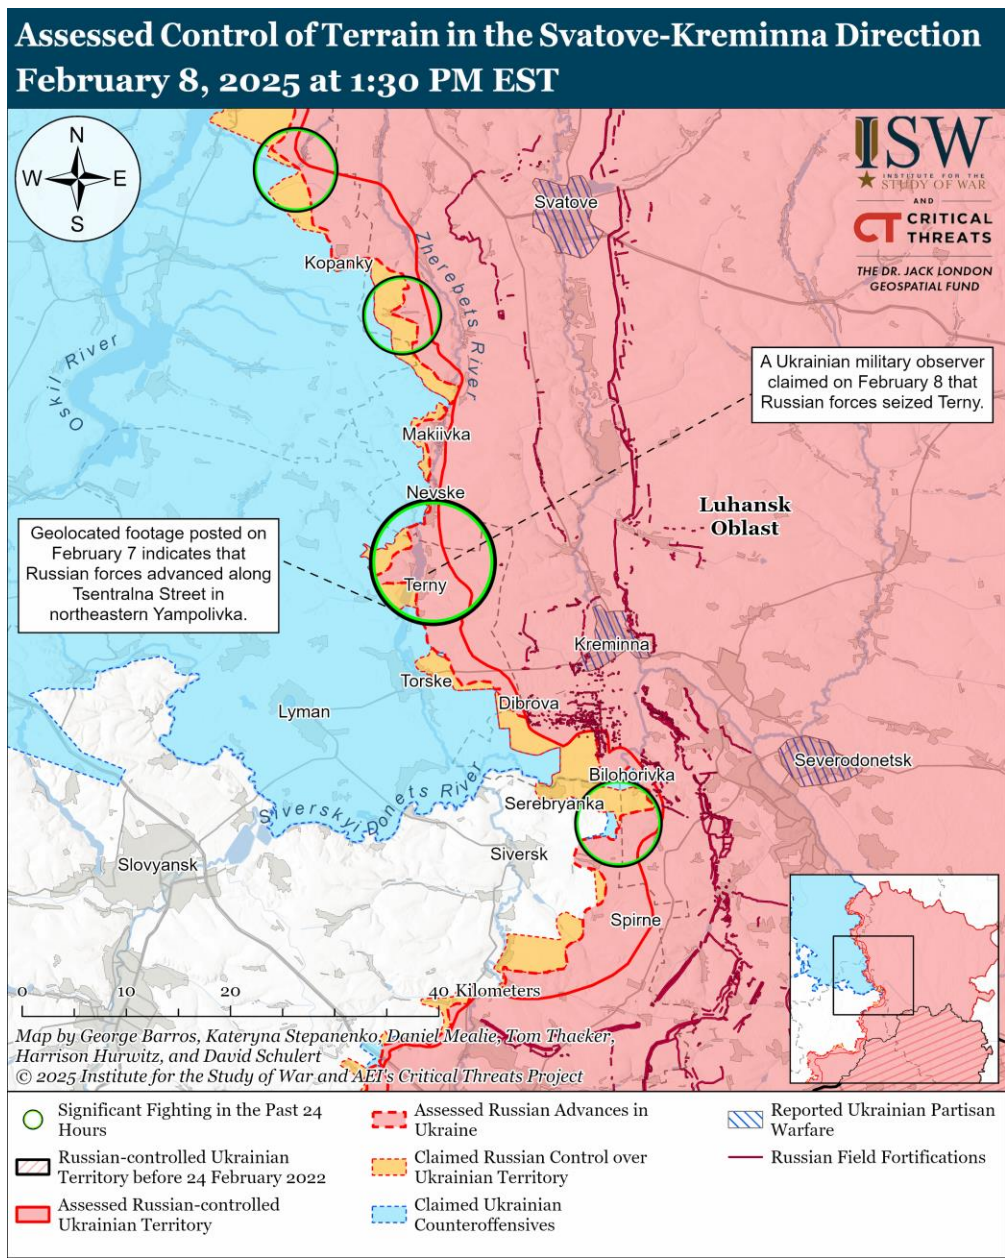 Assessed Control of Terrain in the Svatove-Kreminna Direction
February 8, 2025 at 1:30 PM EST
N
W
E
S
ISW
INSTITUTE FOR THE
STUDY OF WAR
AND
CT CRITICAL
THREATS
THE DR. JACK LONDON
GEOSPATIAL FUND
Svatove
Kopanky
Zherebets River
Oskil River
A Ukrainian military observer
claimed on February 8 that
Russian forces seized Terny.
Makiivka
Nevske
Luhansk
Oblast
Geolocated footage posted on
February 7 indicates that
Russian forces advanced along
Tsentralna Street in
northeastern Yampolivka.
Terny
Kreminna
Torske
Dibrova
Lyman
Severodonetsk
Bilohorivka
Serebryanka
Siverskyi-Donets River
Siversk
Slovyansk
Spirne
0 10 20 40 Kilometers
Map by George Barros, Kateryna Stepanenko, Daniel Mealie, Tom Thacker,
Harrison Hurwitz, and David Schulert
© 2025 Institute for the Study of War and AEI's Critical Threats Project
Significant Fighting in the Past 24
Hours
Russian-controlled Ukrainian
Territory before 24 February 2022
Assessed Russian-controlled
Ukrainian Territory
Assessed Russian Advances in
Ukraine
Claimed Russian Control over
Ukrainian Territory
Claimed Ukrainian
Counteroffensives
Reported Ukrainian Partisan
Warfare
Russian Field Fortifications